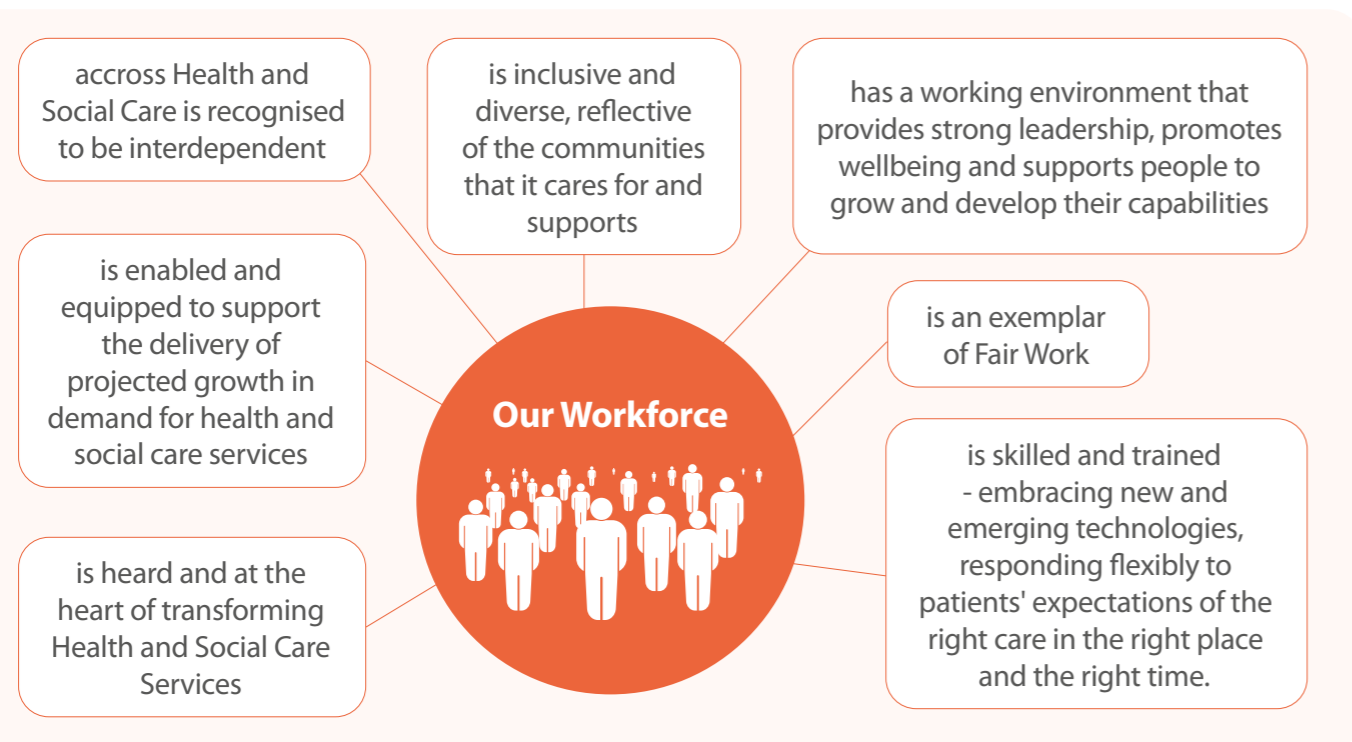 accross Health and
Social Care is recognised
to be interdependent
is inclusive and
diverse, reflective
of the communities
that it cares for and
supports
has a working environment that
provides strong leadership, promotes
wellbeing and supports people to
grow and develop their capabilities
is enabled and
equipped to support
the delivery of
projected growth in
demand for health and
social care services
Our Workforce
is an exemplar
of Fair Work
is skilled and trained
- embracing new and
emerging technologies,
responding flexibly to
patients' expectations of the
right care in the right place
and the right time.
is heard and at the
heart of transforming
Health and Social Care
Services